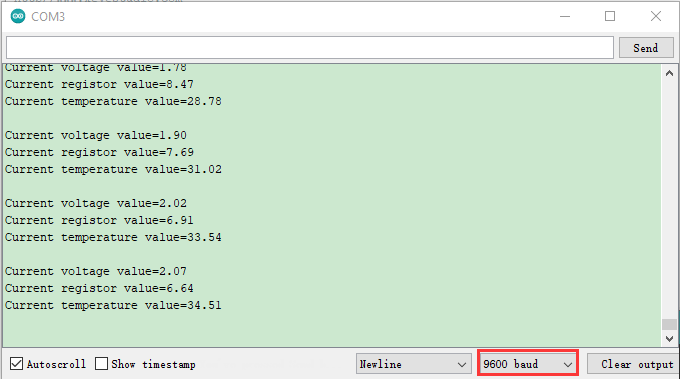 COM3
Send
Current voltage value=1.78
Current registor value=8.47
Current temperature value=28.78
Current voltage value=1.90
Current registor value=7.69
Current temperature value=31.02
Current voltage value=2.02
Current registor value=6.91
Current temperature value=33.54
Current voltage value=2.07
Current registor value=6.64
Current temperature value=34.51
Autoscroll Show timestamp Newline 9600 baud Clear output